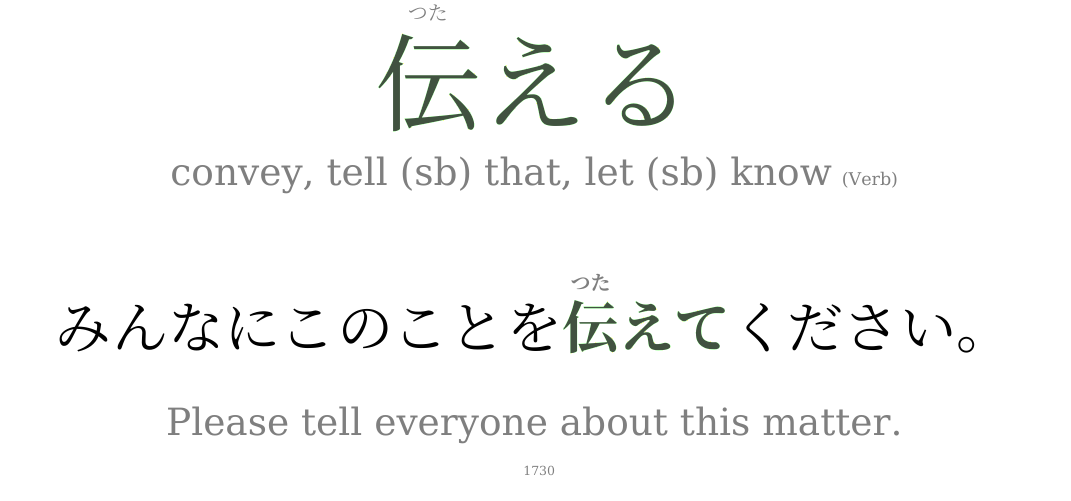 つた
伝える
convey, tell (sb) that, let (sb) know (Verb)
つた
みんなにこのことを伝えてください。
Please tell everyone about this matter.
1730